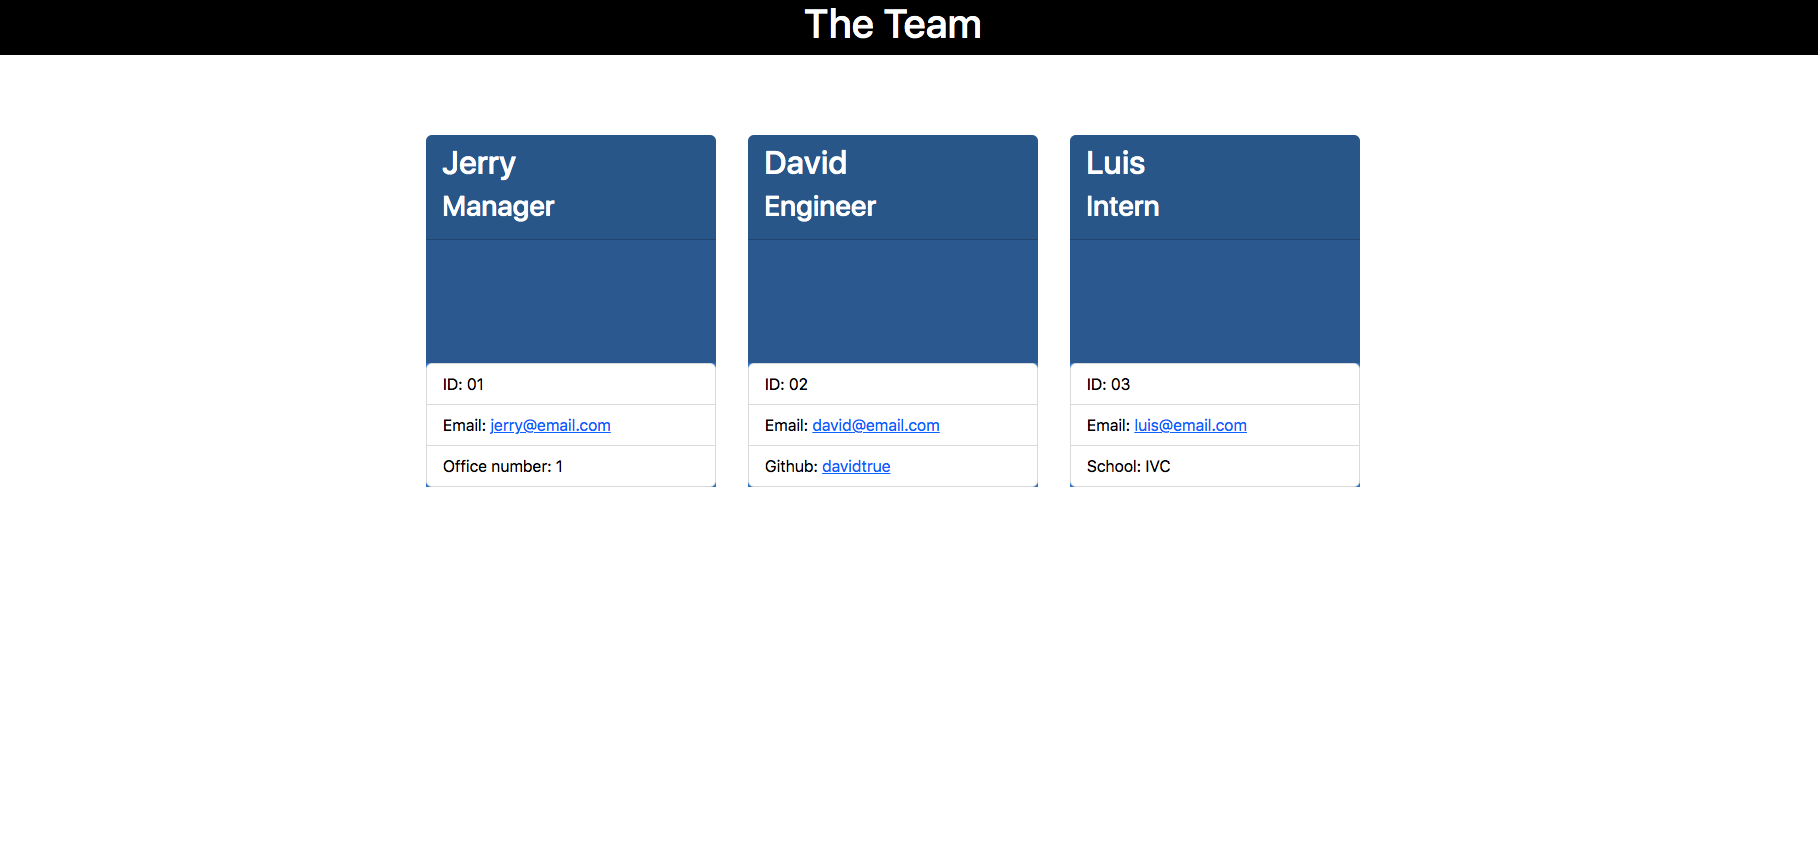 The Team
Jerry
Manager
ID: 01
Email: jerry@email.com
Office number: 1
David
Engineer
ID: 02
Email: david@email.com
Github: davidtrue
Luis
Intern
ID: 03
Email: luis@email.com
School: IVC